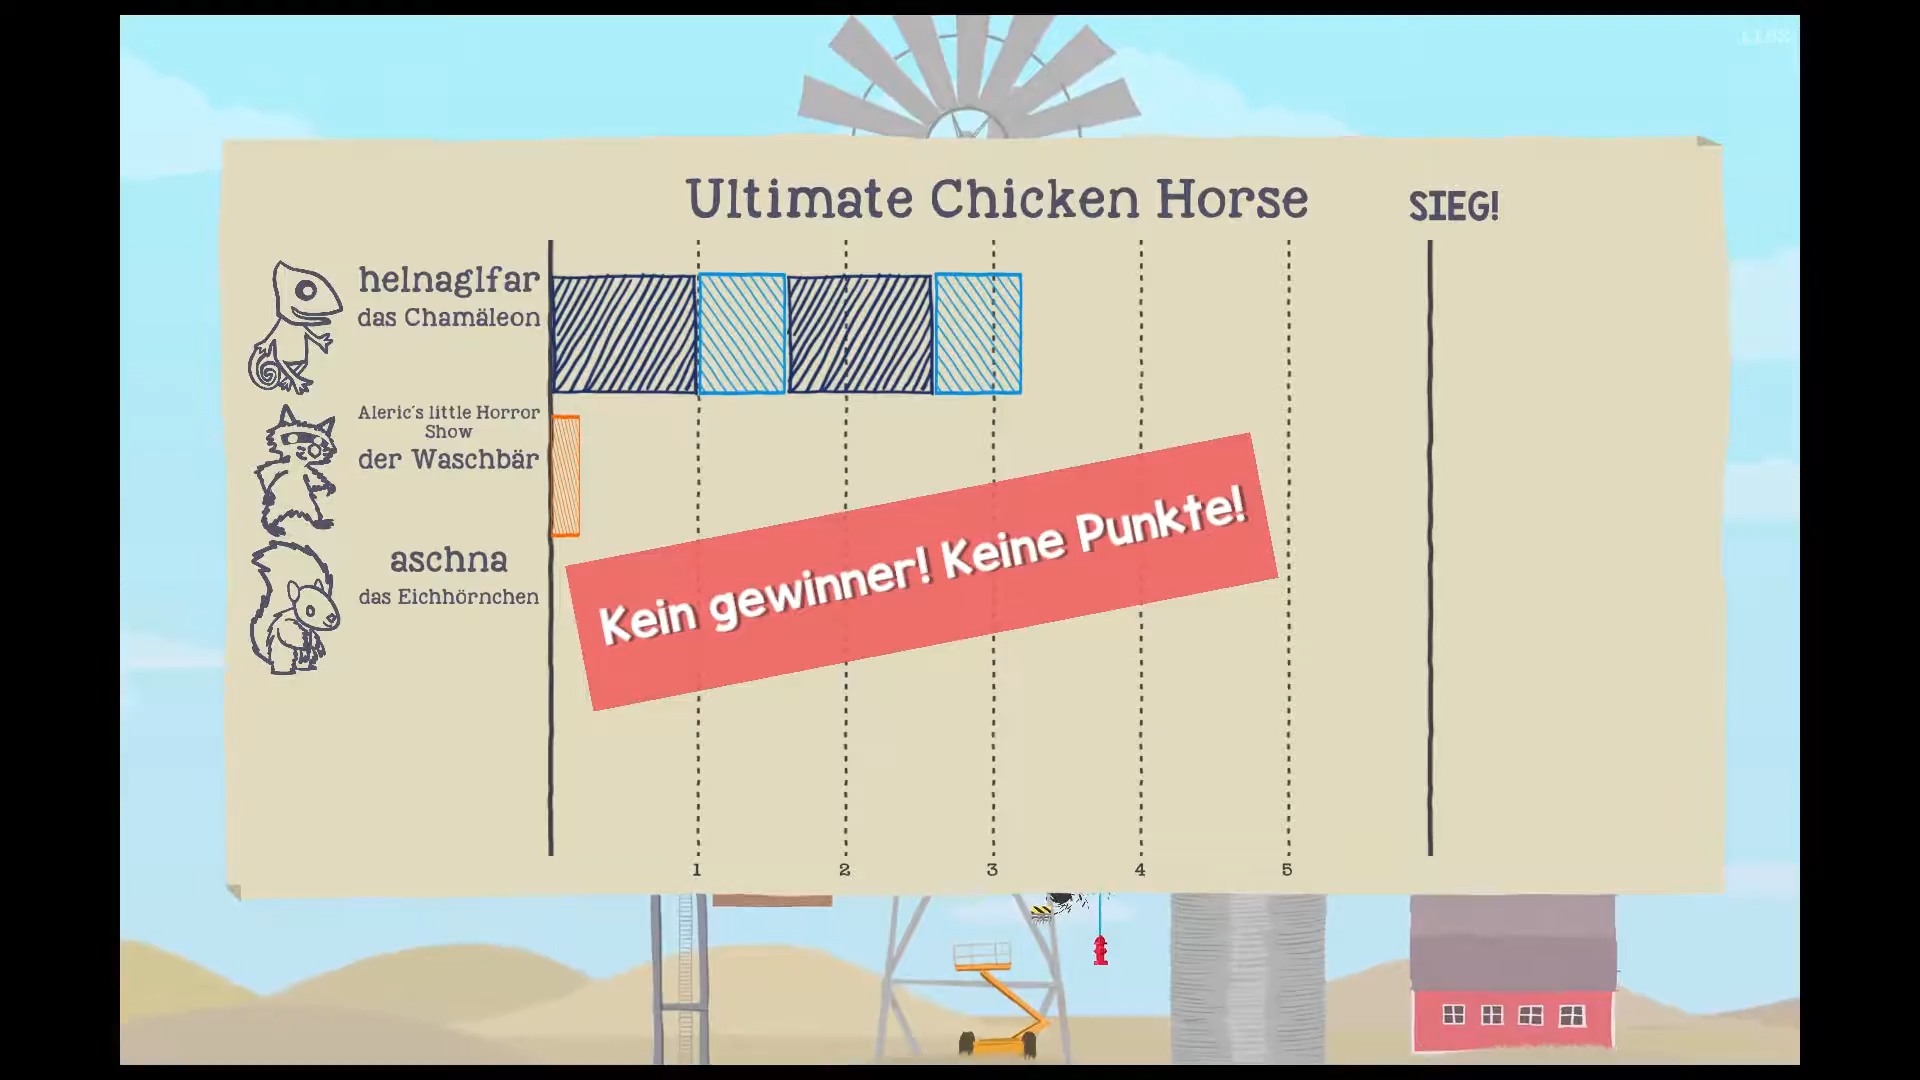 Ultimate Chicken Horse
SIEG!
helnaglfar
das Chamäleon
Aleric's little Horror
Show
der Waschbär
aschna
das Eichhörnchen
Kein gewinner! Keine Punkte!
1 2 3 4 5